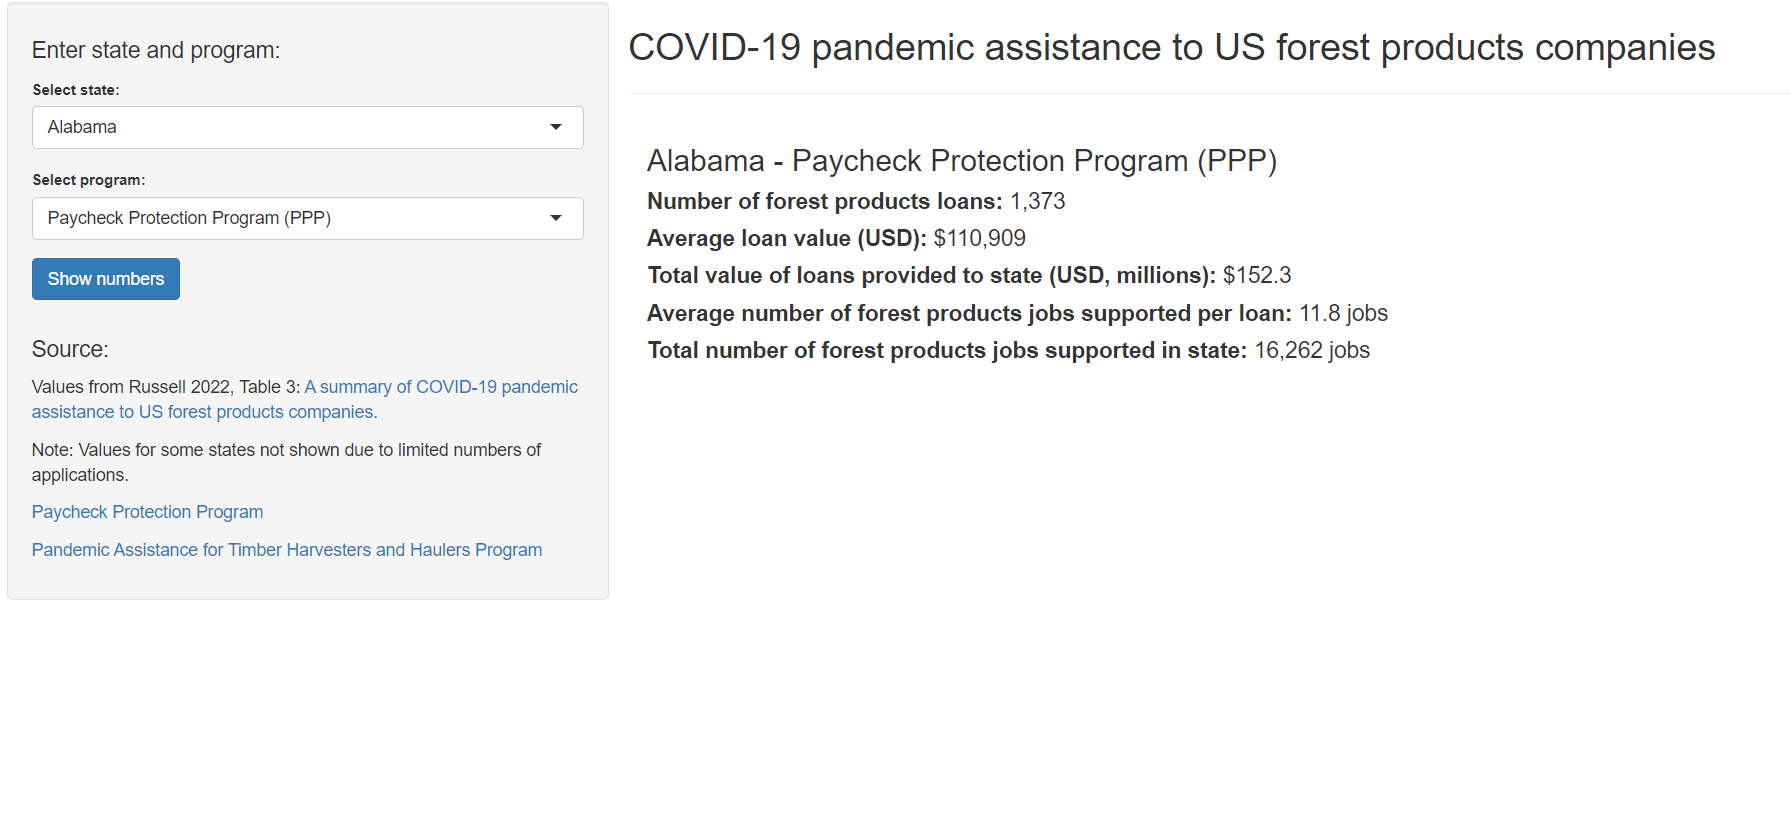 Enter state and program:
Select state:
Alabama
Select program:
Paycheck Protection Program (PPP)
Show numbers
Source:
Values from Russell 2022, Table 3: A summary of COVID-19 pandemic
assistance to US forest products companies.
Note: Values for some states not shown due to limited numbers of
applications.
Paycheck Protection Program
Pandemic Assistance for Timber Harvesters and Haulers Program
COVID-19 pandemic assistance to US forest products companies
Alabama - Paycheck Protection Program (PPP)
Number of forest products loans: 1,373
Average loan value (USD): $110,909
Total value of loans provided to state (USD, millions): $152.3
Average number of forest products jobs supported per loan: 11.8 jobs
Total number of forest products jobs supported in state: 16,262 jobs